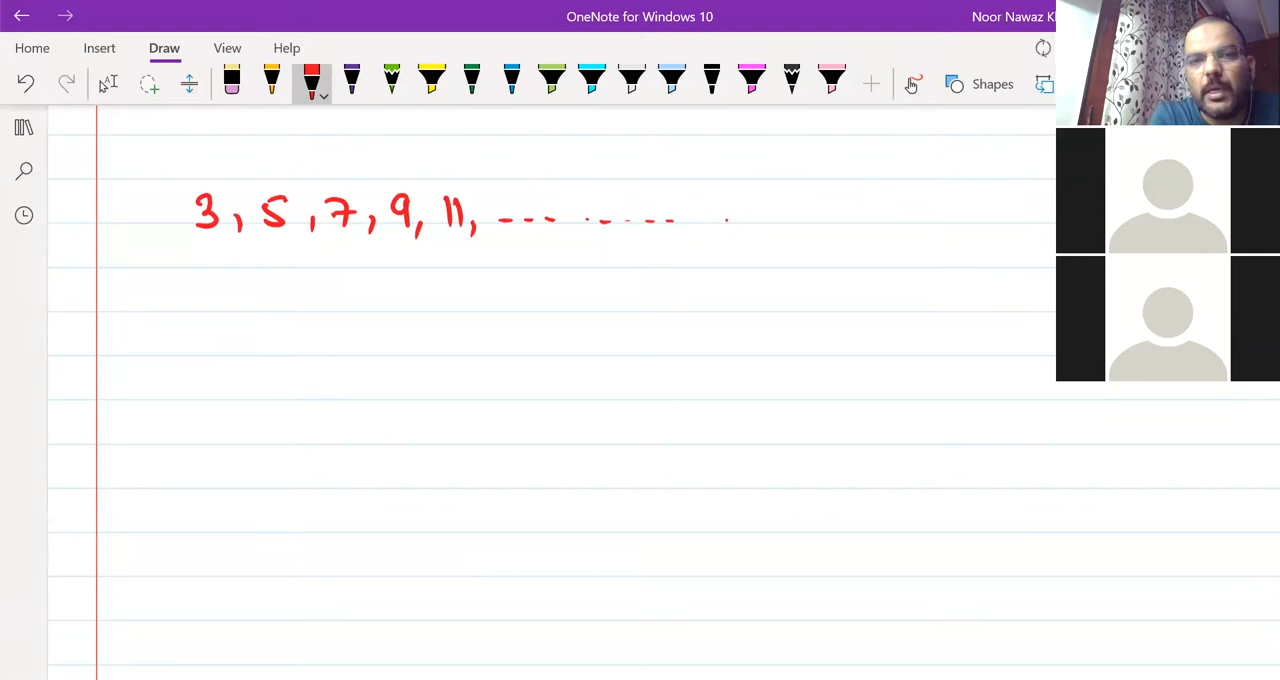 OneNote for Windows 10
Noor Nawaz
Home Insert Draw View Help
Shapes
3, 5, 7, 9, 11, --- · - -- -- ·